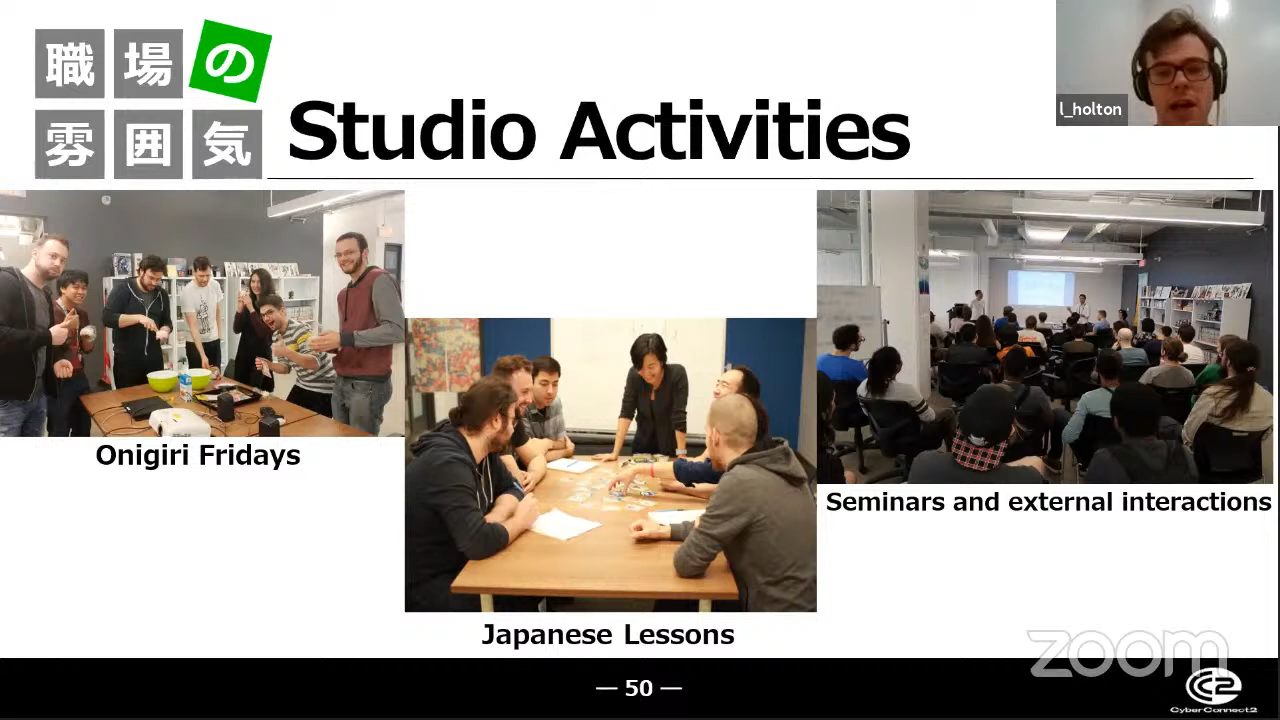 職場の
雰囲気
Studio Activities
l_holton
Onigiri Fridays
Japanese Lessons
Seminars and external interactions
— 50 —
zoom
CyberConnect2